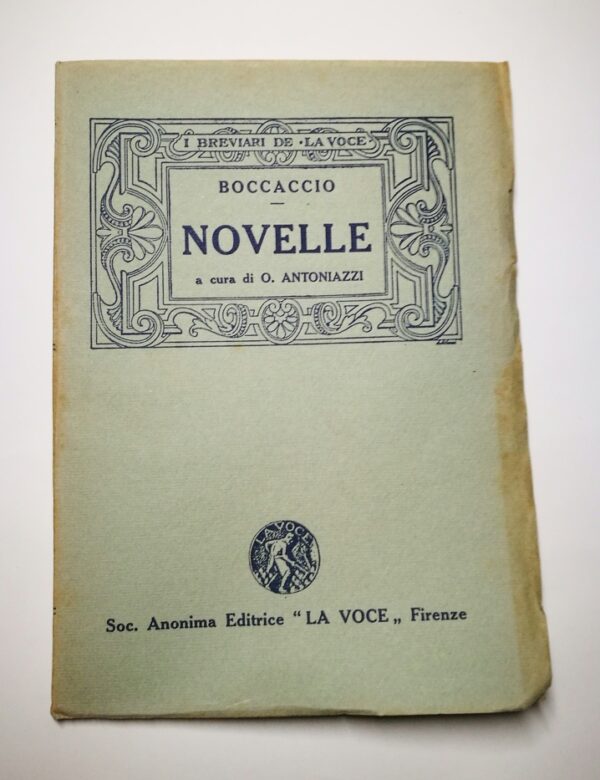 I BREVIARI DE · LA VOCE ·
BOCCACCIO
NOVELLE
a cura di O. ANTONIAZZI
LA VOCE
Soc. Anonima Editrice “ LA VOCE „ Firenze